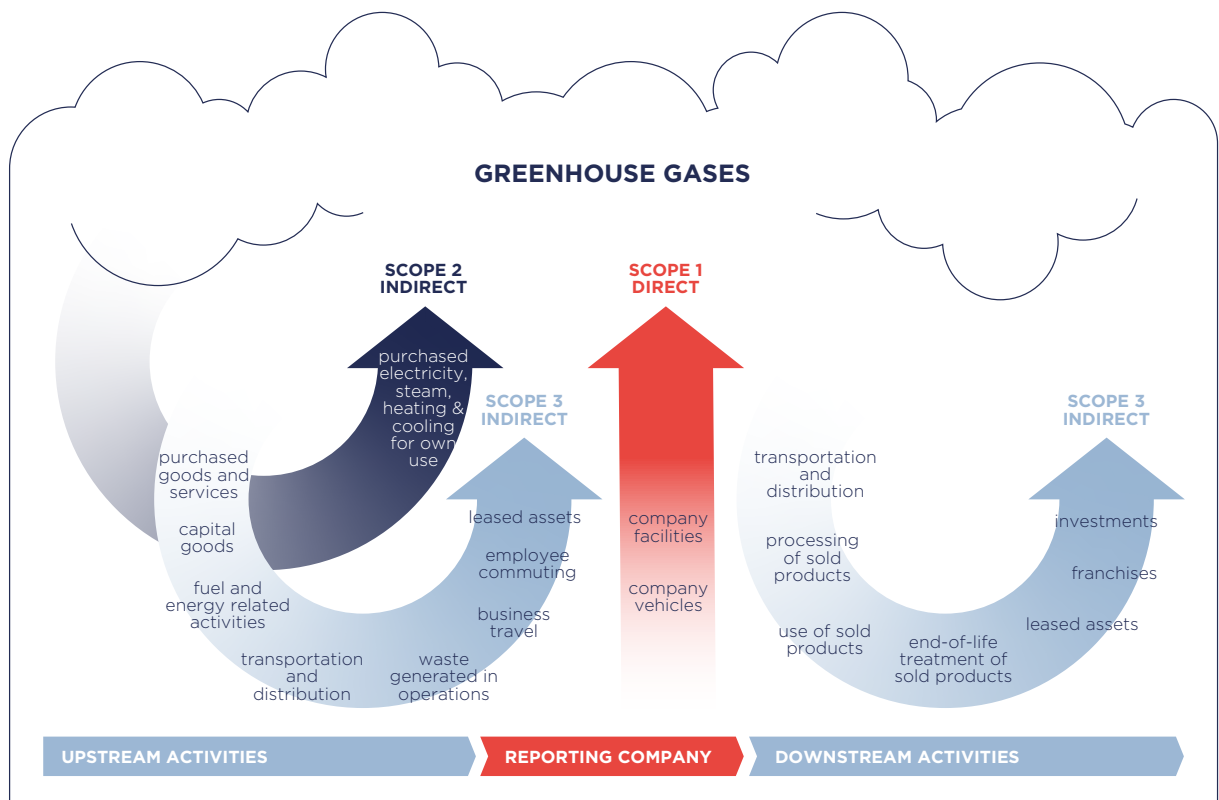 GREENHOUSE GASES
SCOPE 2
INDIRECT
purchased
electricity,
steam,
heating &
cooling
for own
use
SCOPE 3
INDIRECT
purchased
goods and
services
capital
goods
fuel and
energy related
activities
transportation
and
distribution
waste
generated in
operations
business
travel
employee
commuting
leased assets
SCOPE 1
DIRECT
company
facilities
company
vehicles
SCOPE 3
INDIRECT
transportation
and
distribution
processing
of sold
products
use of sold
products
end-of-life
treatment of
sold products
leased assets
franchises
investments
UPSTREAM ACTIVITIES
REPORTING COMPANY
DOWNSTREAM ACTIVITIES